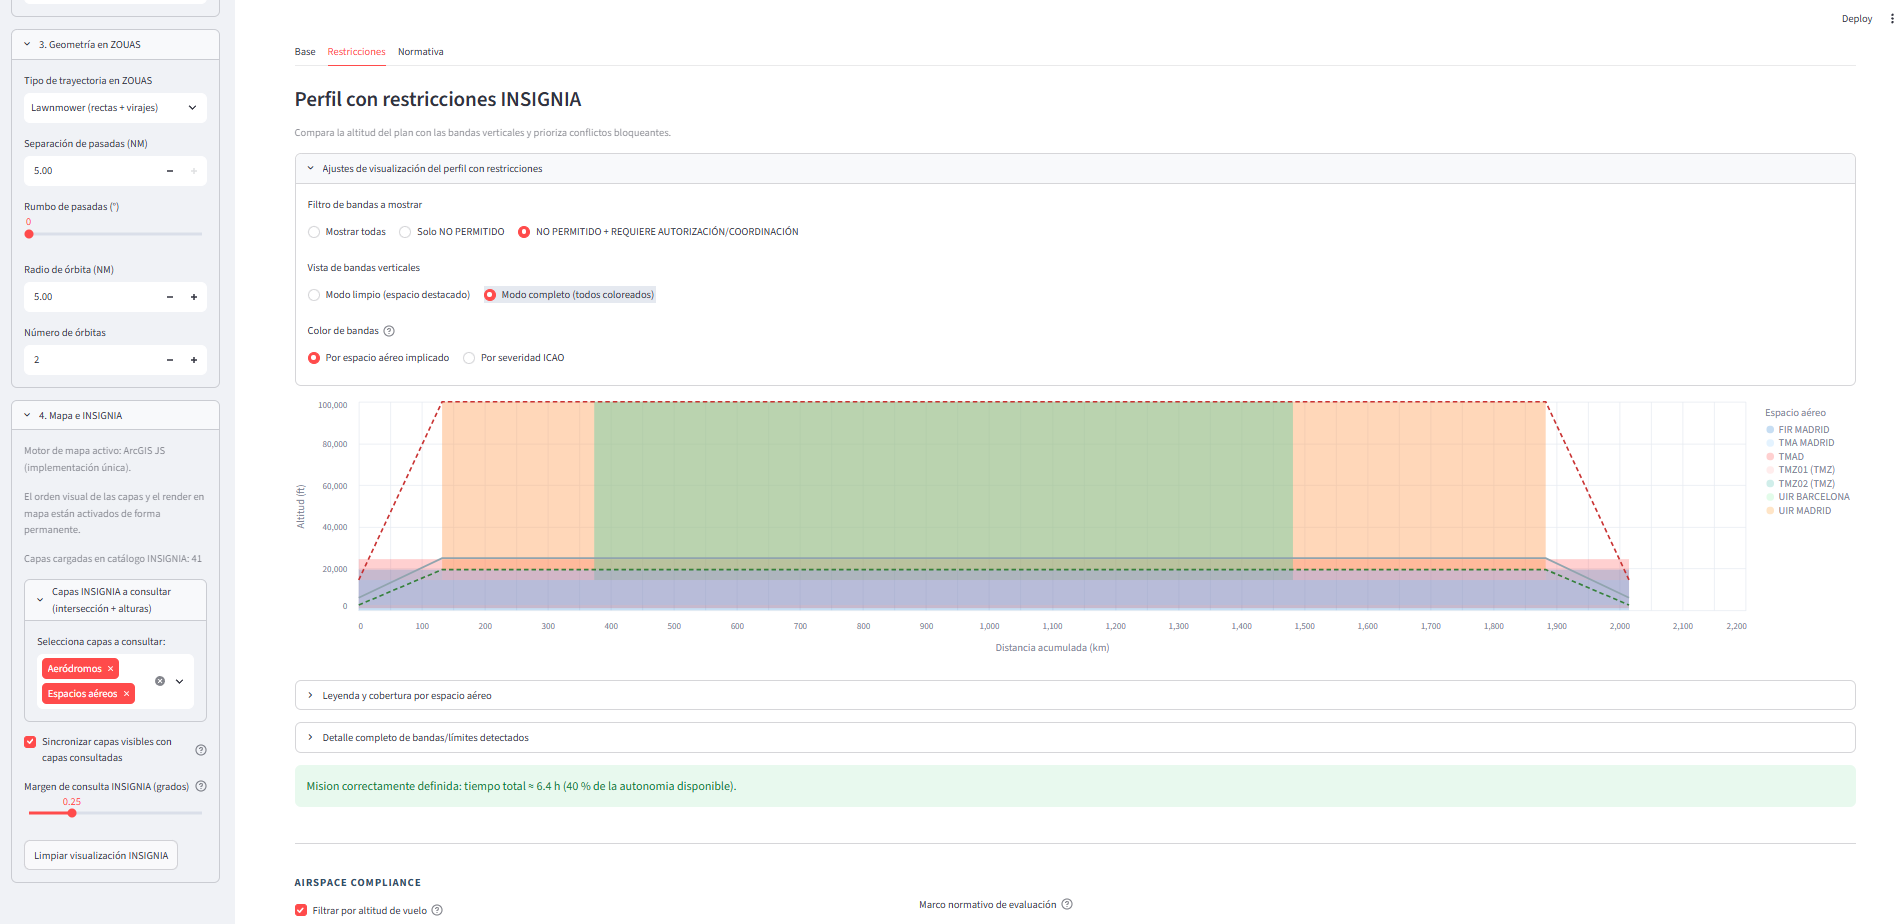 Deploy
3. Geometría en ZOUAS
Tipo de trayectoria en ZOUAS
Lawnmower (rectas + virajes)
Separación de pasadas (NM)
5.00
Rumbo de pasadas (°)
0
Radio de órbita (NM)
5.00
Número de órbitas
2
4. Mapa e INSIGNIA
Motor de mapa activo: ArcGIS JS
(implementación única).
El orden visual de las capas y el render en
mapa están activados de forma
permanente.
Capas cargadas en catálogo INSIGNIA: 41
Capas INSIGNIA a consultar
(intersección + alturas)
Selecciona capas a consultar:
Aeródromos
Espacios aéreos
Sincronizar capas visibles con
capas consultadas
Margen de consulta INSIGNIA (grados)
0.25
Limpiar visualización INSIGNIA
Base Restricciones Normativa
Perfil con restricciones INSIGNIA
Compara la altitud del plan con las bandas verticales y prioriza conflictos bloqueantes.
Ajustes de visualización del perfil con restricciones
Filtro de bandas a mostrar
Mostrar todas Solo NO PERMITIDO NO PERMITIDO + REQUIERE AUTORIZACIÓN/COORDINACIÓN
Vista de bandas verticales
Modo limpio (espacio destacado) Modo completo (todos coloreados)
Color de bandas
Por espacio aéreo implicado Por severidad ICAO
Altitud (ft)
100,000
80,000
60,000
40,000
20,000
0
0 100 200 300 400 500 600 700 800 900 1,000 1,100 1,200 1,300 1,400 1,500 1,600 1,700 1,800 1,900 2,000 2,100 2,200
Distancia acumulada (km)
Espacio aéreo
FIR MADRID
TMA MADRID
TMAD
TMZ01 (TMZ)
TMZ02 (TMZ)
UIR BARCELONA
UIR MADRID
Leyenda y cobertura por espacio aéreo
Detalle completo de bandas/límites detectados
Mision correctamente definida: tiempo total ≈ 6.4 h (40 % de la autonomia disponible).
AIRSPACE COMPLIANCE
Filtrar por altitud de vuelo
Marco normativo de evaluación